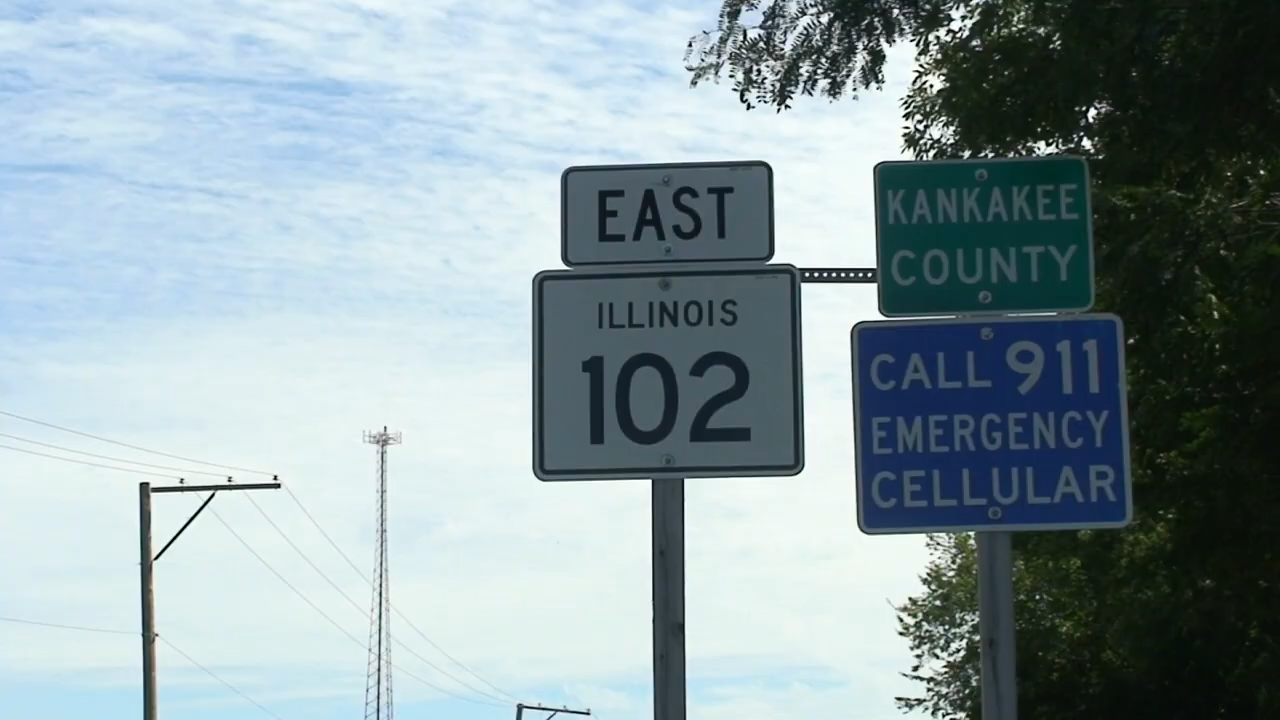 EAST
ILLINOIS
102
KANKAKEE
COUNTY
CALL 911
EMERGENCY
CELLULAR